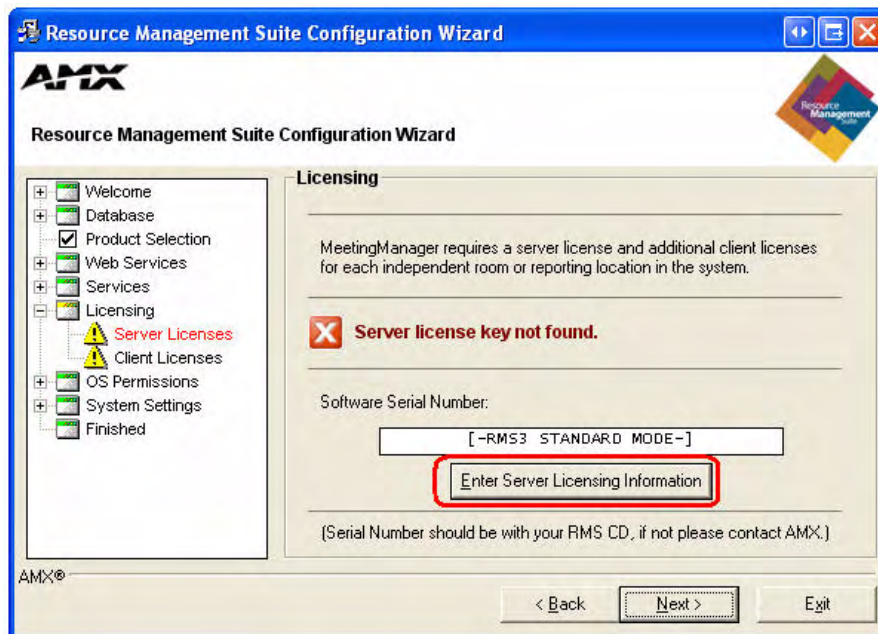 Resource Management Suite Configuration Wizard
AMX
Resource Management Suite
Resource Management Suite Configuration Wizard
Welcome
Database
Product Selection
Web Services
Services
Licensing
Server Licenses
Client Licenses
OS Permissions
System Settings
Finished
Licensing
MeetingManager requires a server license and additional client licenses
for each independent room or reporting location in the system.
Server license key not found.
Software Serial Number:
[-RMS3 STANDARD MODE-]
Enter Server Licensing Information
(Serial Number should be with your RMS CD, if not please contact AMX.)
AMX®
< Back
Next >
Exit